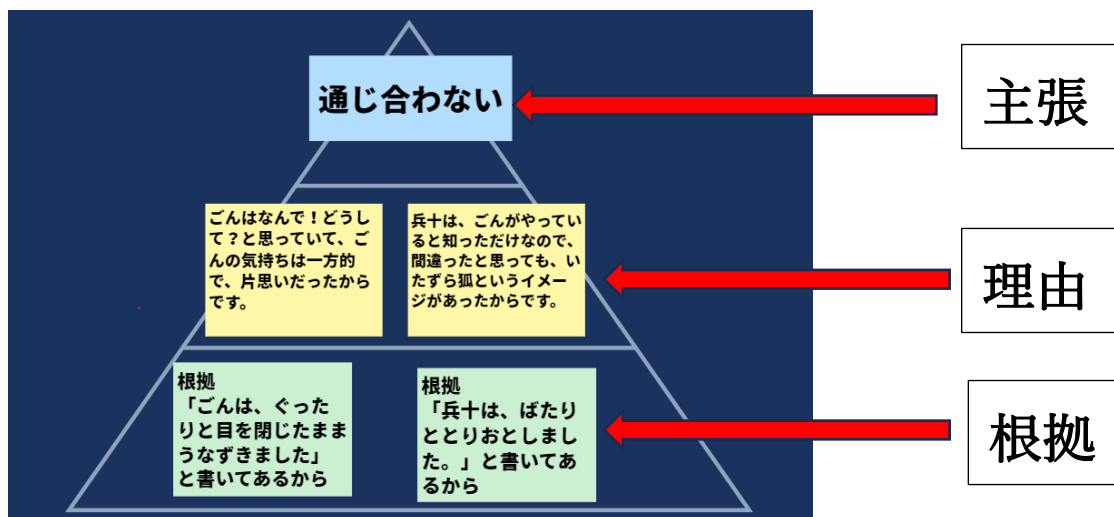 通じ合わない
主張
ごんはなんで！どうし
て？と思っていて、ご
んの気持ちは一方的
で、片思いだったから
です。
兵十は、ごんがやってい
ると知っただけなので、
間違ったと思っても、い
たずら狐というイメー
ジがあったからです。
理由
根拠
「ごんは、ぐった
りと目を閉じたまま
うなずきました」
と書いてあるから
根拠
「兵十は、ばたり
ととりおとしまし
た。」と書いてあ
るから
根拠